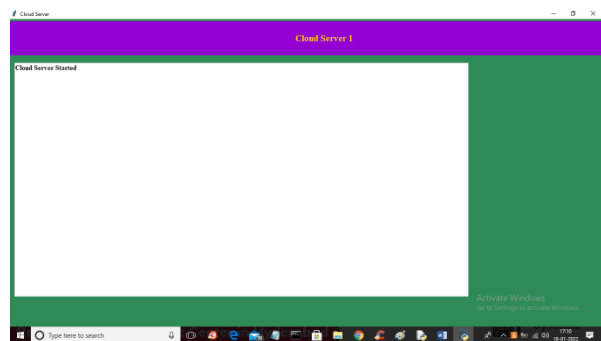 Cloud Server
Cloud Server 1
Cloud Server Started
Activate Windows
Go to Settings to activate Windows.
Type here to search
17:10
18-01-2022